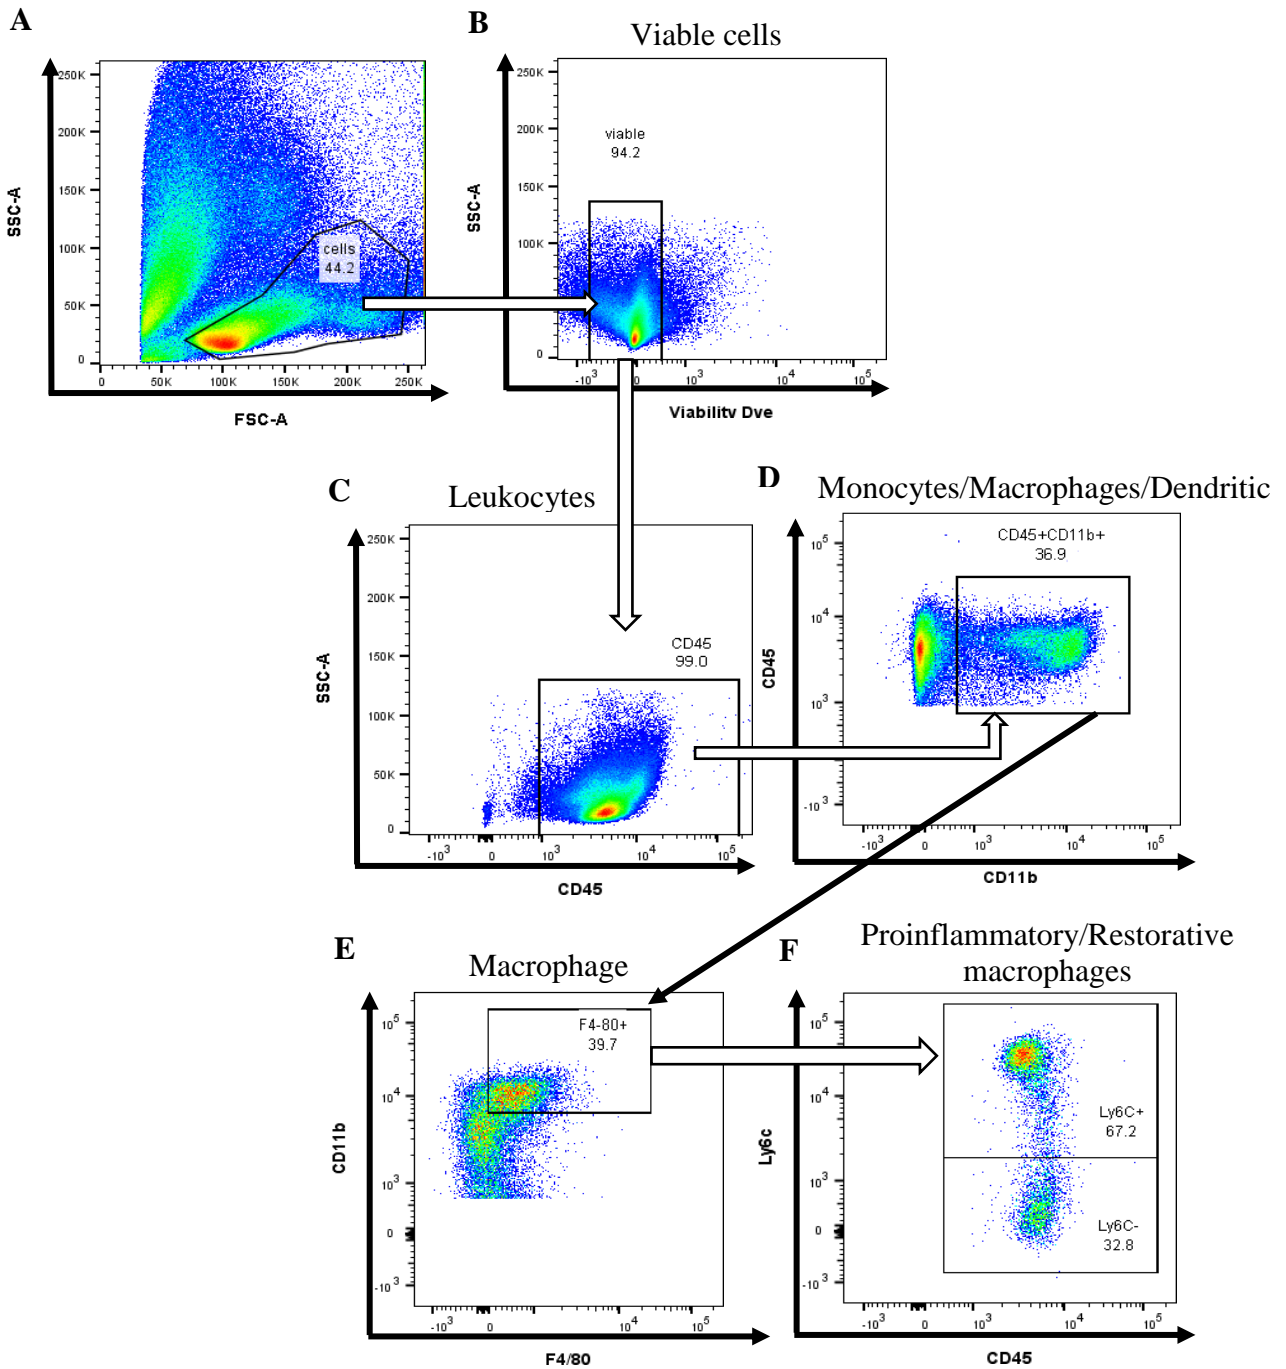 A
250K
200K
150K
100K
50K
0
cells
44.2
0
50K
100K
150K
200K
250K
SSC-A
FSC-A
B
Viable cells
250K
200K
150K
100K
50K
0
viable
94.2
-10³
0
10³
10⁴
10⁵
SSC-A
Viability Dye
C
Leukocytes
250K
200K
150K
100K
50K
0
CD45
99.0
-10³
0
10³
10⁴
10⁵
SSC-A
CD45
D
Monocytes/Macrophages/Dendritic
CD45+CD11b+
36.9
10⁵
10⁴
10³
-10³
-10³
0
10³
10⁴
10⁵
CD45
CD11b
E
Macrophage
F4-80+
39.7
10⁵
10⁴
10³
0
-10³
-10³
0
10⁴
10⁵
CD11b
F4/80
F
Proinflammatory/Restorative
macrophages
10⁵
10⁴
10³
0
-10³
Ly6C+
67.2
Ly6C-
32.8
-10³
0
10³
10⁴
10⁵
Ly6c
CD45